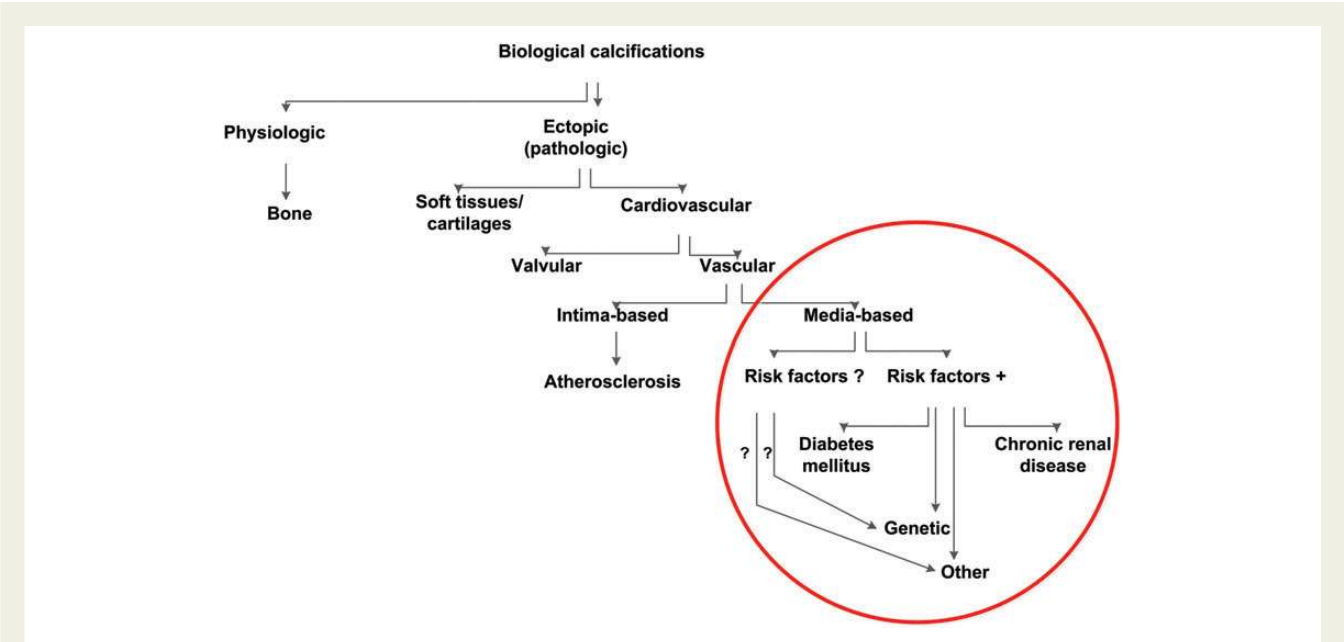 Biological calcifications
Physiologic
Ectopic
(pathologic)
Bone
Soft tissues/
cartilages
Cardiovascular
Valvular
Vascular
Intima-based
Media-based
Atherosclerosis
Risk factors ?
Risk factors +
?
?
Diabetes
mellitus
Chronic renal
disease
Genetic
Other